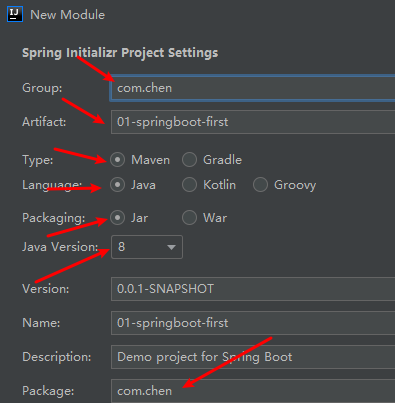 New Module
Spring Initializr Project Settings
Group: com.chen
Artifact: 01-springboot-first
Type: Maven Gradle
Language: Java Kotlin Groovy
Packaging: Jar War
Java Version: 8
Version: 0.0.1-SNAPSHOT
Name: 01-springboot-first
Description: Demo project for Spring Boot
Package: com.chen